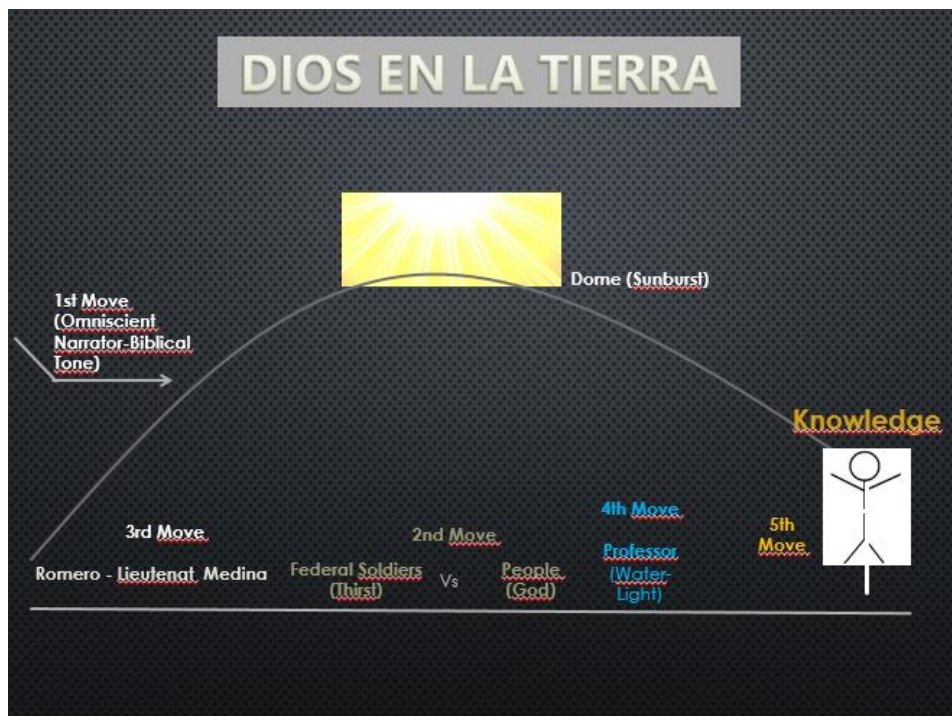 DIOS EN LA TIERRA
Dome (Sunburst)
1st Move
(Omniscient
Narrator-Biblical
Tone)
Knowledge
3rd Move
Romero - Lieutenat Medina
2nd Move
Federal Soldiers
(Thirst)
Vs
People
(God)
4th Move
Professor
(Water-
Light)
5th
Move